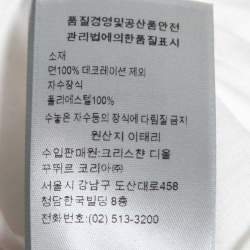 품질경영및공산품안전
관리법에의한품질표시
소재
면100% 데코레이션 제외
자수장식
폴리에스텔100%
수놓은 자수등의 장식에 다림질 금지
원산지 이태리
수입판매원:크리스챤 디올
꾸뛰르 코리아㈜
서울시 강남구 도산대로458
청담한국빌딩 8층
전화번호:(02) 513-3200